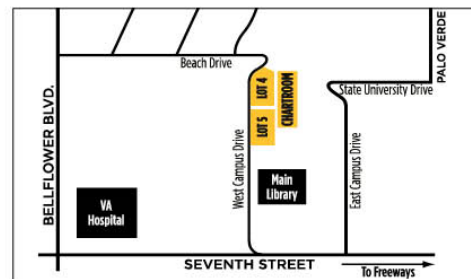 PALO VERDE
Beach Drive
LOT 4
CHARTROOM
State University Drive
LOT 5
BELLFLOWER BLVD.
West Campus Drive
East Campus Drive
Main
Library
VA
Hospital
SEVENTH STREET
To Freeways